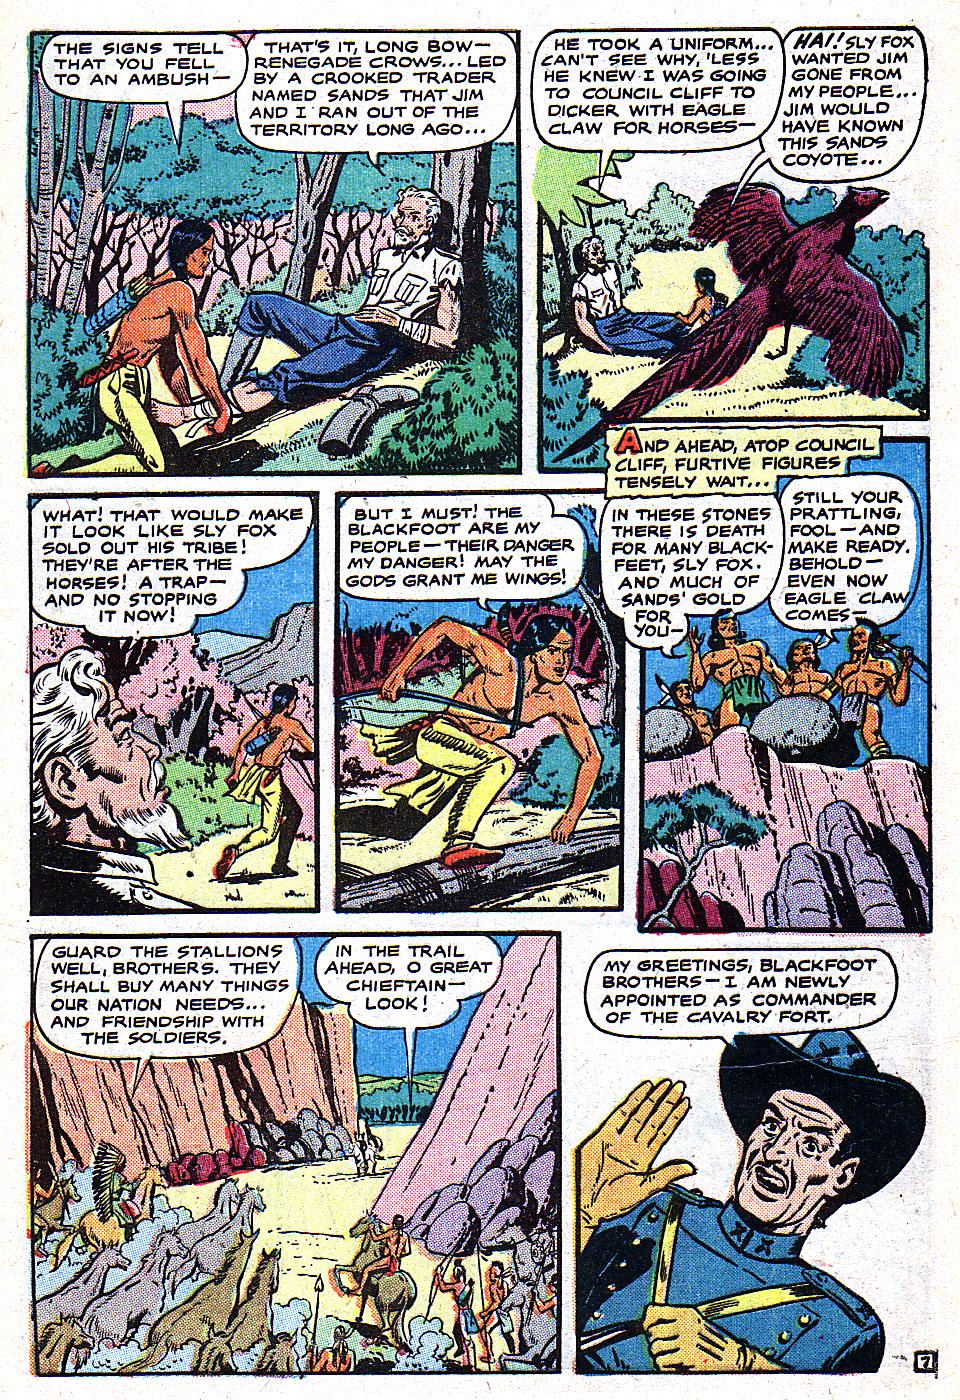 THE SIGNS TELL
THAT YOU FELL
TO AN AMBUSH—
THAT'S IT, LONG BOW—
RENEGADE CROWS... LED
BY A CROOKED TRADER
NAMED SANDS THAT JIM
AND I RAN OUT OF THE
TERRITORY LONG AGO...
HE TOOK A UNIFORM...
CAN'T SEE WHY, 'LESS
HE KNEW I WAS GOING
TO COUNCIL CLIFF TO
DICKER WITH EAGLE
CLAW FOR HORSES—
HAI! SLY FOX
WANTED JIM
GONE FROM
MY PEOPLE...
JIM WOULD
HAVE KNOWN
THIS SANDS
COYOTE...
WHAT! THAT WOULD MAKE
IT LOOK LIKE SLY FOX
SOLD OUT HIS TRIBE!
THEY'RE AFTER THE
HORSES! A TRAP—
AND NO STOPPING
IT NOW!
BUT I MUST! THE
BLACKFOOT ARE MY
PEOPLE—THEIR DANGER
MY DANGER! MAY THE
GODS GRANT ME WINGS!
AND AHEAD, ATOP COUNCIL
CLIFF, FURTIVE FIGURES
TENSELY WAIT...
IN THESE STONES
THERE IS DEATH
FOR MANY BLACK-
FEET, SLY FOX.
AND MUCH OF
SANDS' GOLD
FOR
YOU—
STILL YOUR
PRATTLING,
FOOL—AND
MAKE READY.
BEHOLD—
EVEN NOW
EAGLE CLAW
COMES—
GUARD THE STALLIONS
WELL, BROTHERS. THEY
SHALL BUY MANY THINGS
OUR NATION NEEDS...
AND FRIENDSHIP WITH
THE SOLDIERS.
IN THE TRAIL
AHEAD, O GREAT
CHIEFTAIN—
LOOK!
MY GREETINGS, BLACKFOOT
BROTHERS—I AM NEWLY
APPOINTED AS COMMANDER
OF THE CAVALRY FORT.
7